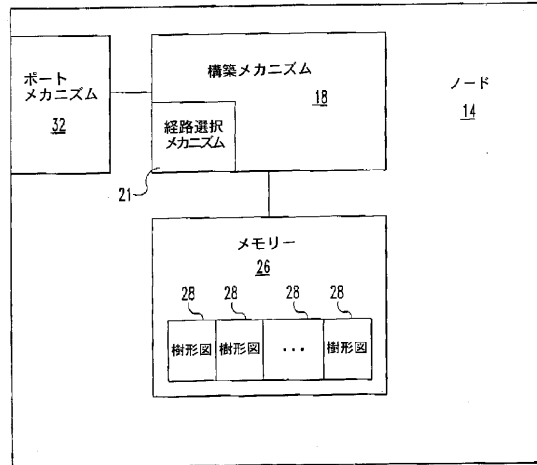 ポート
メカニズム
32
構築メカニズム
18
経路選択
メカニズム
21
ノード
14
メモリー
26
28 28 28 28
樹形図 樹形図 ・・・ 樹形図